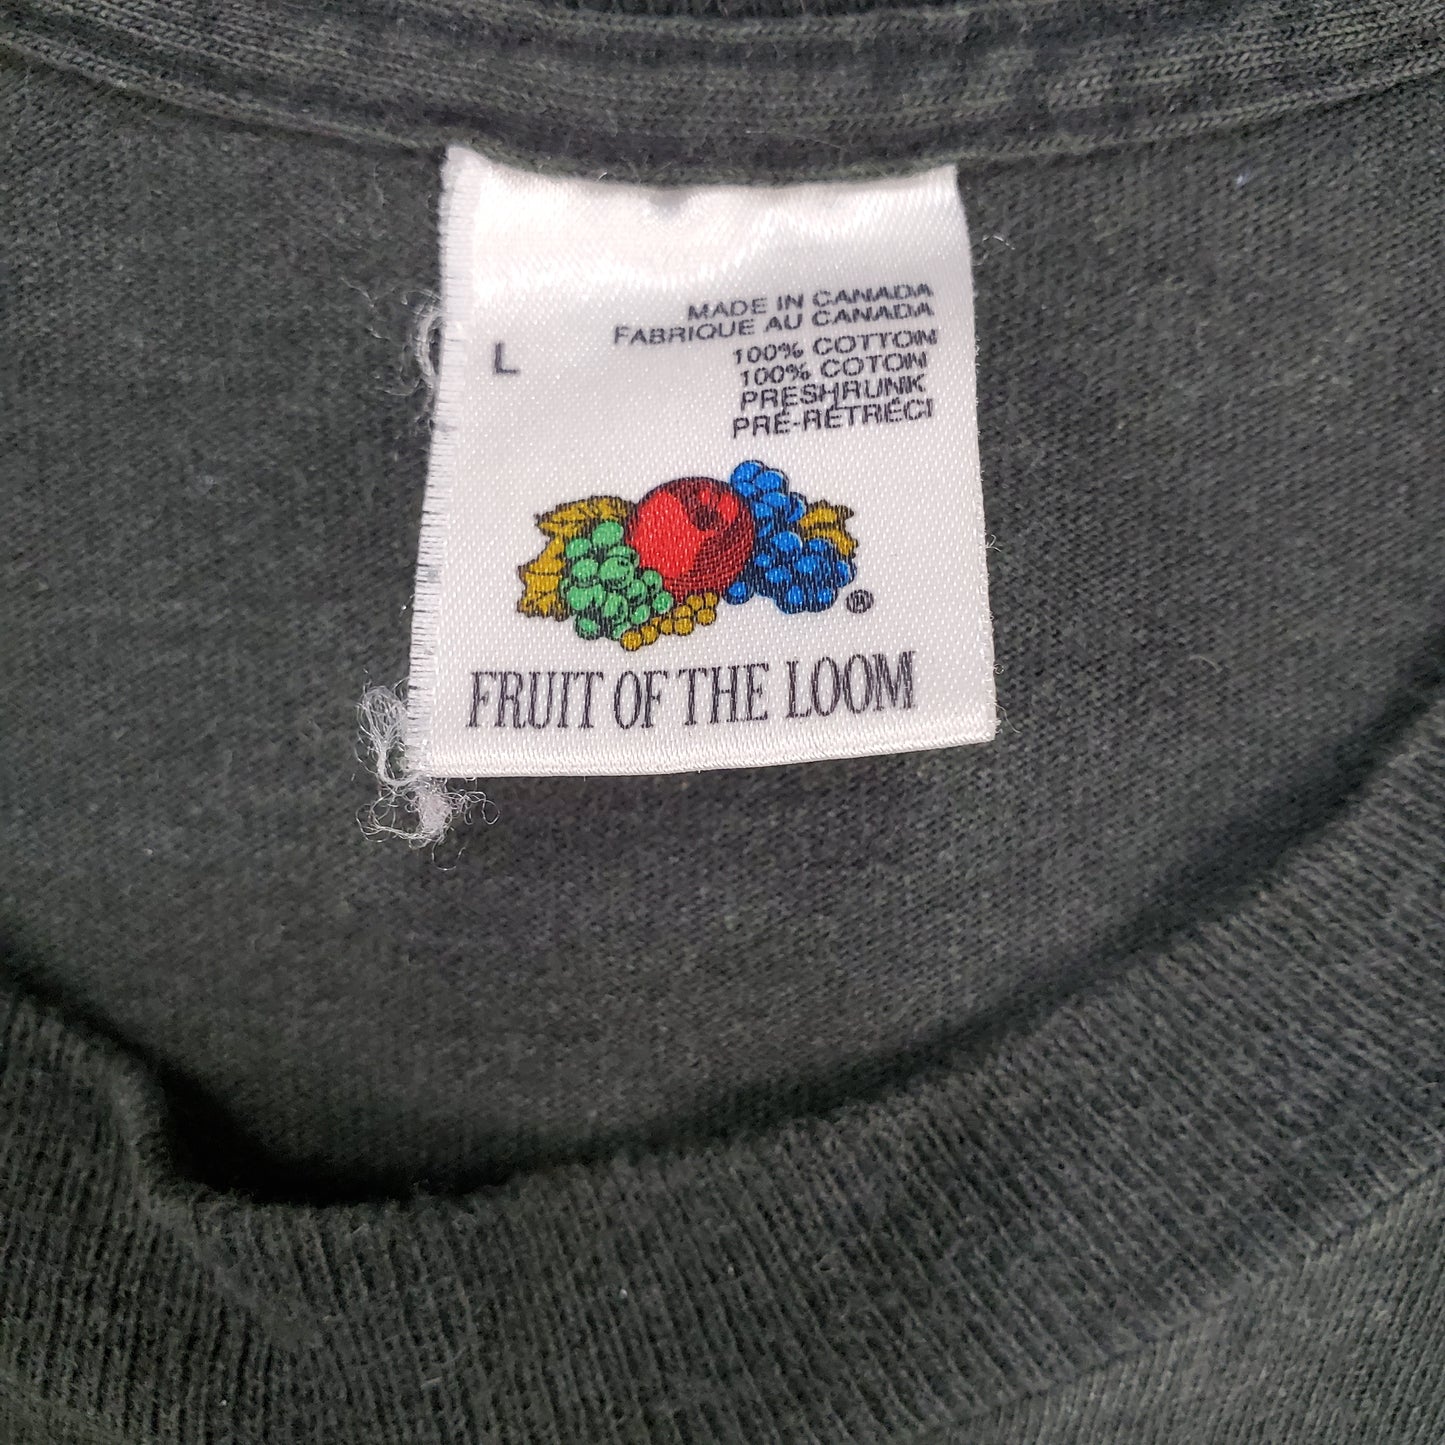 MADE IN CANADA
FABRIQUE AU CANADA
L
100% COTTON
100% COTON
PRESHRUNK
PRÉ-RÉTRÉCI
®
FRUIT OF THE LOOM